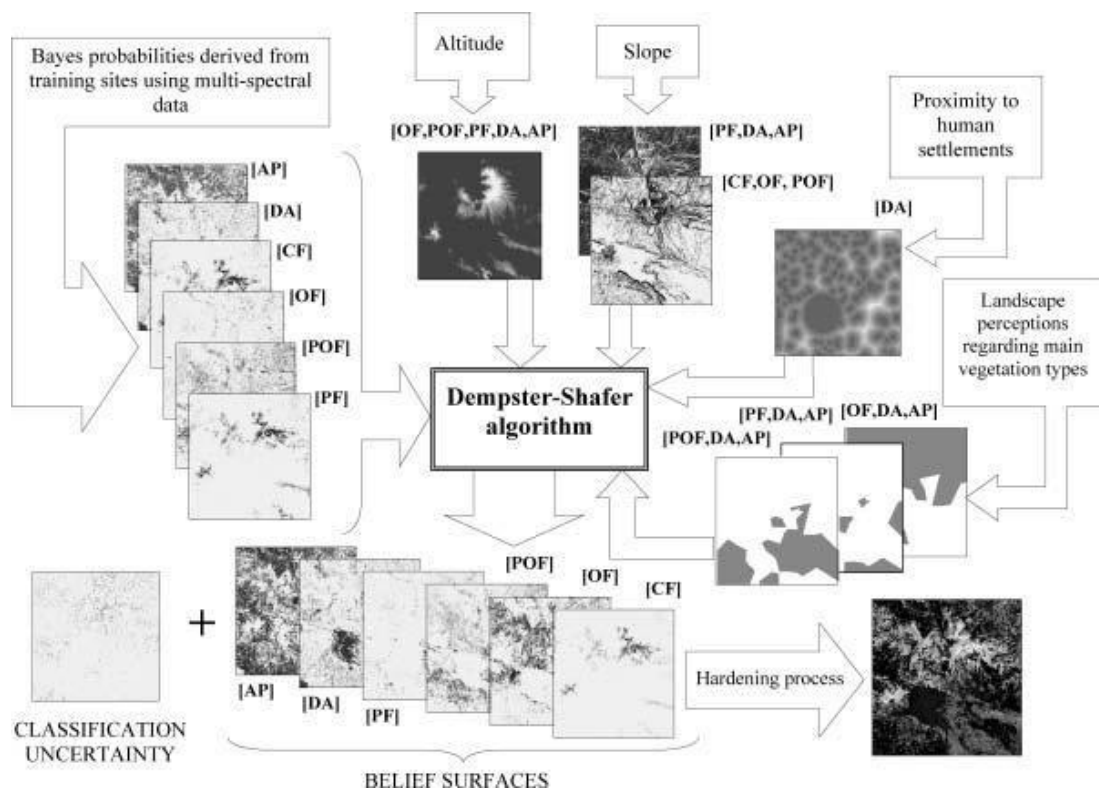 Bayes probabilities derived from
training sites using multi-spectral
data
Altitude
Slope
Proximity to
human
settlements
[OF,POF,PF,DA,AP]
[PF,DA,AP]
[CF,OF, POF]
[AP]
[DA]
[CF]
[OF]
[POF]
[PF]
[DA]
Landscape
perceptions
regarding main
vegetation types
Dempster-Shafer
algorithm
[PF,DA,AP]
[OF,DA,AP]
[POF,DA,AP]
[POF]
[OF]
[CF]
+
[AP]
[DA]
[PF]
Hardening process
CLASSIFICATION
UNCERTAINTY
BELIEF SURFACES